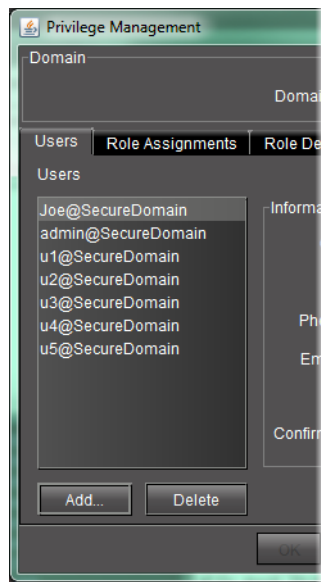 Privilege Management
Domain
Domai
Users Role Assignments Role De
Users
Joe@SecureDomain
admin@SecureDomain
u1@SecureDomain
u2@SecureDomain
u3@SecureDomain
u4@SecureDomain
u5@SecureDomain
Informa
Ph
Em
Confirm
Add... Delete
OK